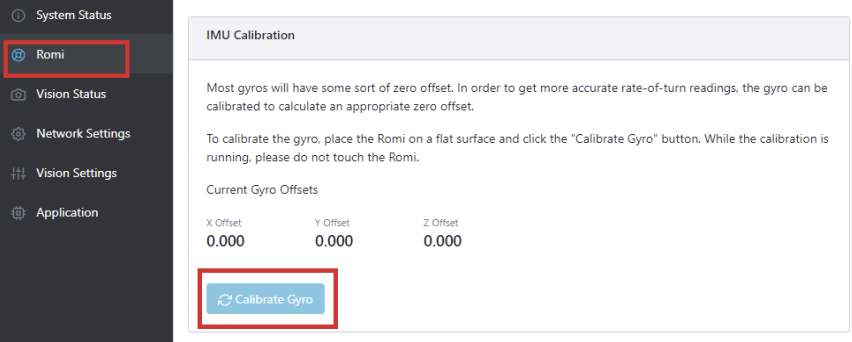 System Status
Romi
Vision Status
Network Settings
Vision Settings
Application
IMU Calibration
Most gyros will have some sort of zero offset. In order to get more accurate rate-of-turn readings, the gyro can be
calibrated to calculate an appropriate zero offset.
To calibrate the gyro, place the Romi on a flat surface and click the "Calibrate Gyro" button. While the calibration is
running, please do not touch the Romi.
Current Gyro Offsets
X Offset Y Offset Z Offset
0.000 0.000 0.000
Calibrate Gyro